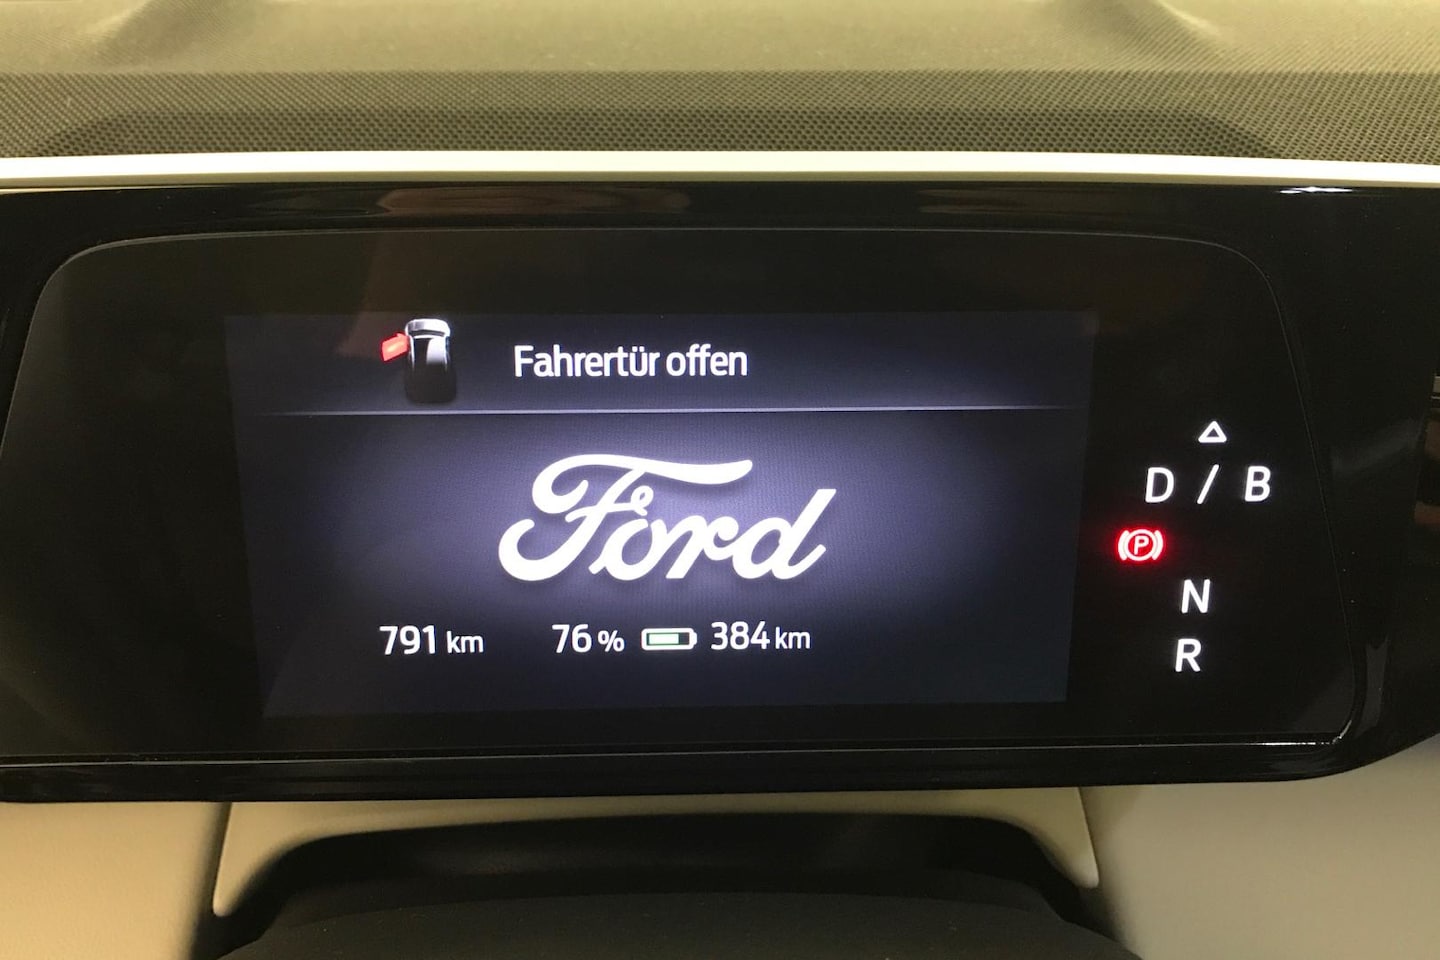 Fahrertür offen
Ford
791 km 76 % 384 km
D / B
P
N
R